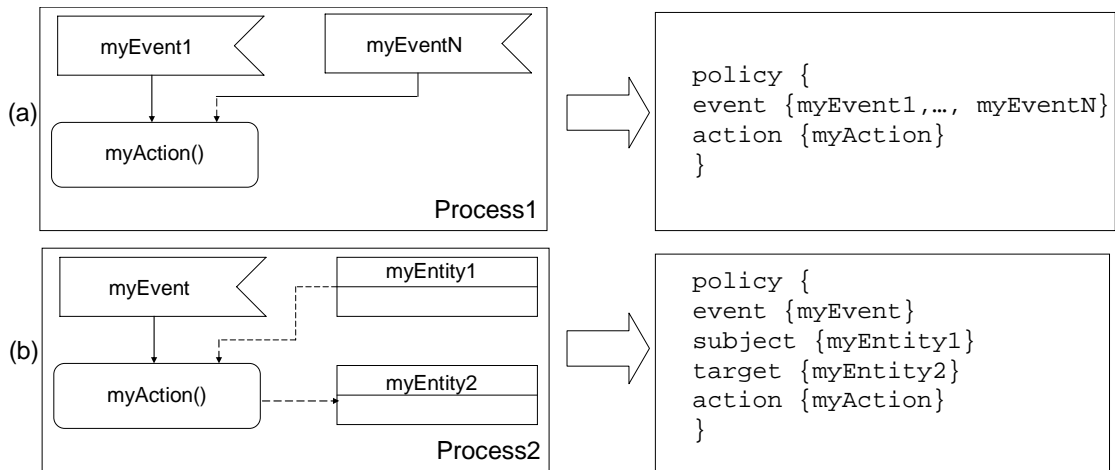 (a)
myEvent1
myEventN
myAction()
Process1
policy {
event {myEvent1,…, myEventN}
action {myAction}
}
(b)
myEvent
myEntity1
myAction()
myEntity2
Process2
policy {
event {myEvent}
subject {myEntity1}
target {myEntity2}
action {myAction}
}